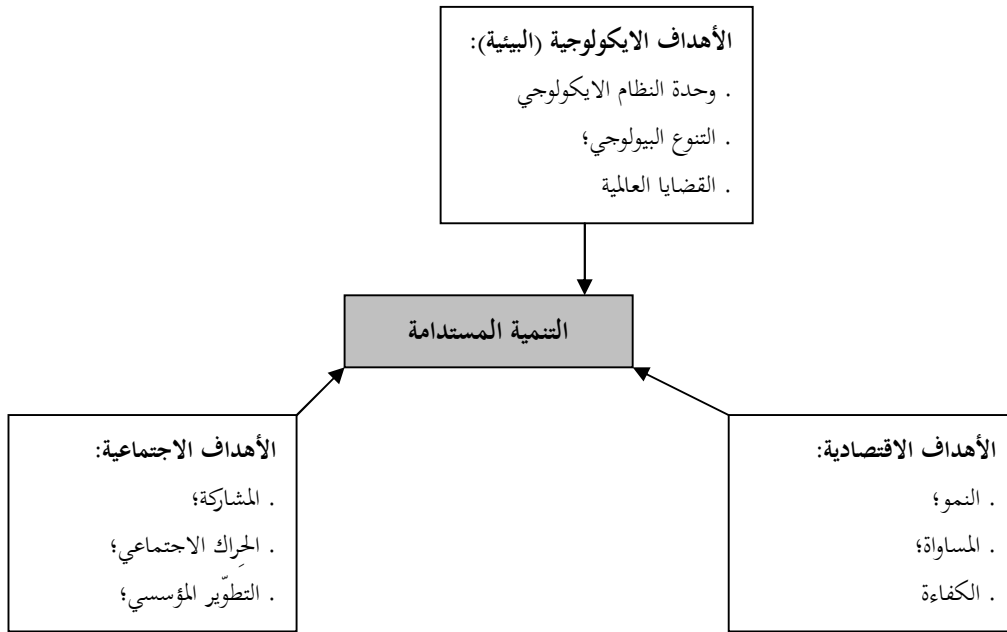 الأهداف الايكولوجية (البيئية):
. وحدة النظام الايكولوجي
. التنوع البيولوجي؛
. القضايا العالمية
التنمية المستدامة
الأهداف الاقتصادية:
. النمو؛
. المساواة؛
. الكفاءة
الأهداف الاجتماعية:
. المشاركة؛
. الحِراك الاجتماعي؛
. التطوّير المؤسسي؛